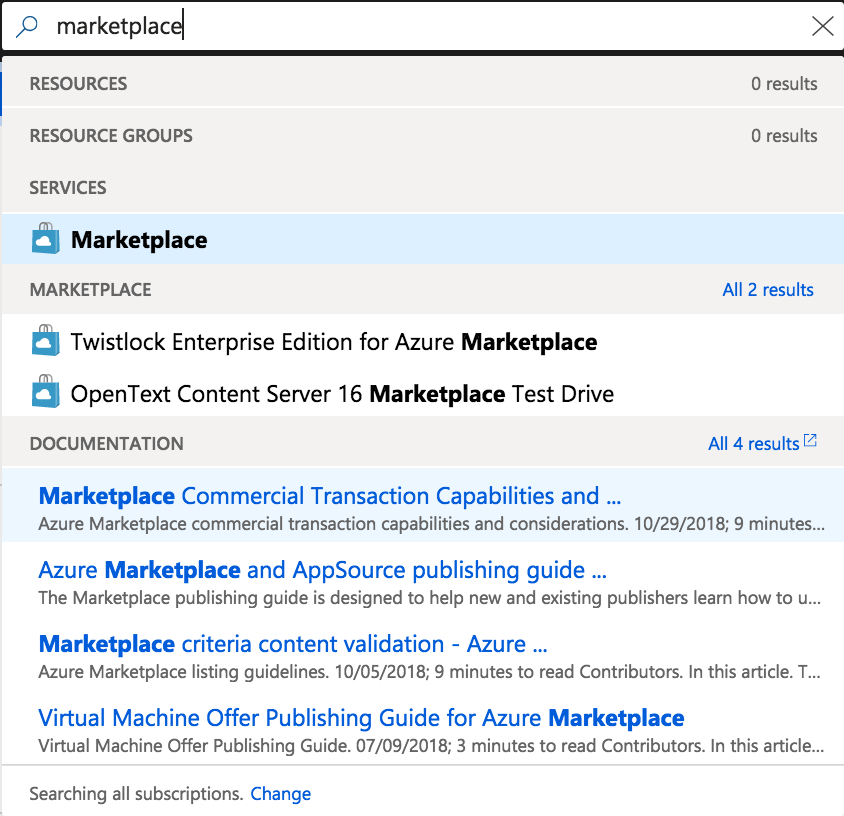 marketplace
RESOURCES 0 results
RESOURCE GROUPS 0 results
SERVICES
Marketplace
MARKETPLACE All 2 results
Twistlock Enterprise Edition for Azure Marketplace
OpenText Content Server 16 Marketplace Test Drive
DOCUMENTATION All 4 results
Marketplace Commercial Transaction Capabilities and ...
Azure Marketplace commercial transaction capabilities and considerations. 10/29/2018; 9 minutes...
Azure Marketplace and AppSource publishing guide ...
The Marketplace publishing guide is designed to help new and existing publishers learn how to u...
Marketplace criteria content validation - Azure ...
Azure Marketplace listing guidelines. 10/05/2018; 9 minutes to read Contributors. In this article. T...
Virtual Machine Offer Publishing Guide for Azure Marketplace
Virtual Machine Offer Publishing Guide. 07/09/2018; 3 minutes to read Contributors. In this article...
Searching all subscriptions. Change